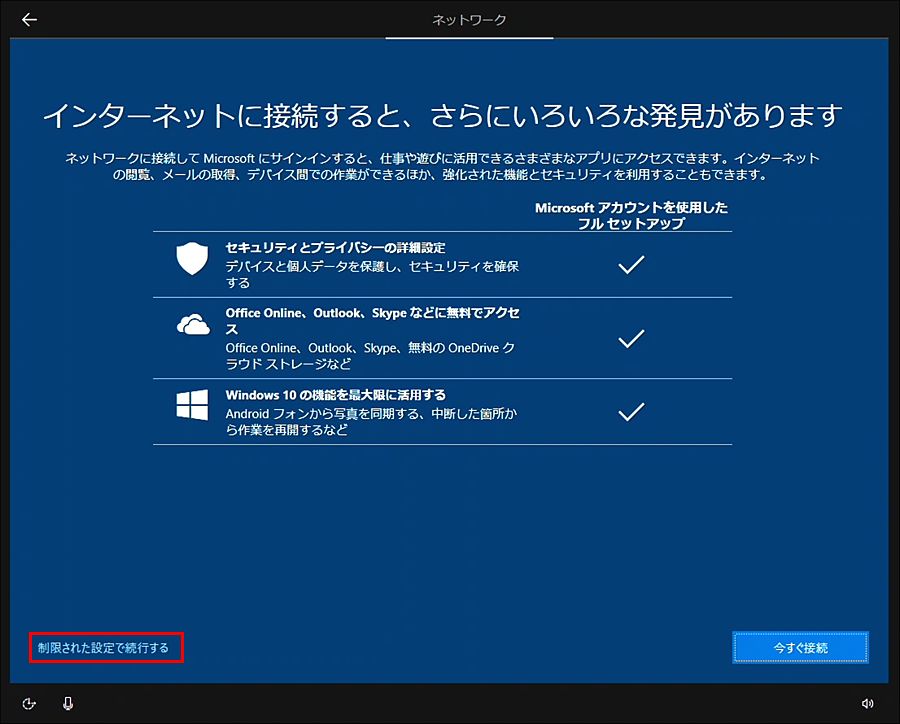 ネットワーク
インターネットに接続すると、さらにいろいろな発見があります
ネットワークに接続して Microsoft にサインインすると、仕事や遊びに活用できるさまざまなアプリにアクセスできます。インターネット
の閲覧、メールの取得、デバイス間での作業ができるほか、強化された機能とセキュリティを利用することもできます。
Microsoft アカウントを使用した
フル セットアップ
セキュリティとプライバシーの詳細設定
デバイスと個人データを保護し、セキュリティを確保
する
Office Online、Outlook、Skype などに無料でアクセ
ス
Office Online、Outlook、Skype、無料の OneDrive ク
ラウド ストレージなど
Windows 10 の機能を最大限に活用する
Android フォンから写真を同期する、中断した箇所か
ら作業を再開するなど
制限された設定で続行する
今すぐ接続